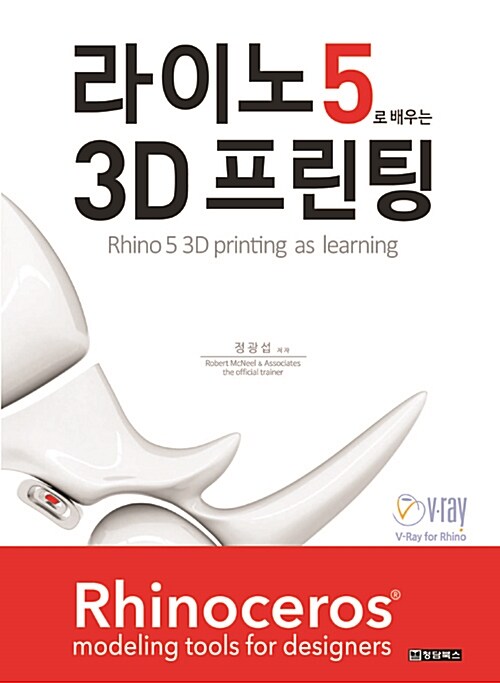 라이노5로 배우는
3D프린팅
Rhino 5 3D printing as learning
정광섭 저자
Robert McNeel & Associates
the official trainer
V·ray
V-Ray for Rhino
Rhinoceros®
modeling tools for designers
청담북스